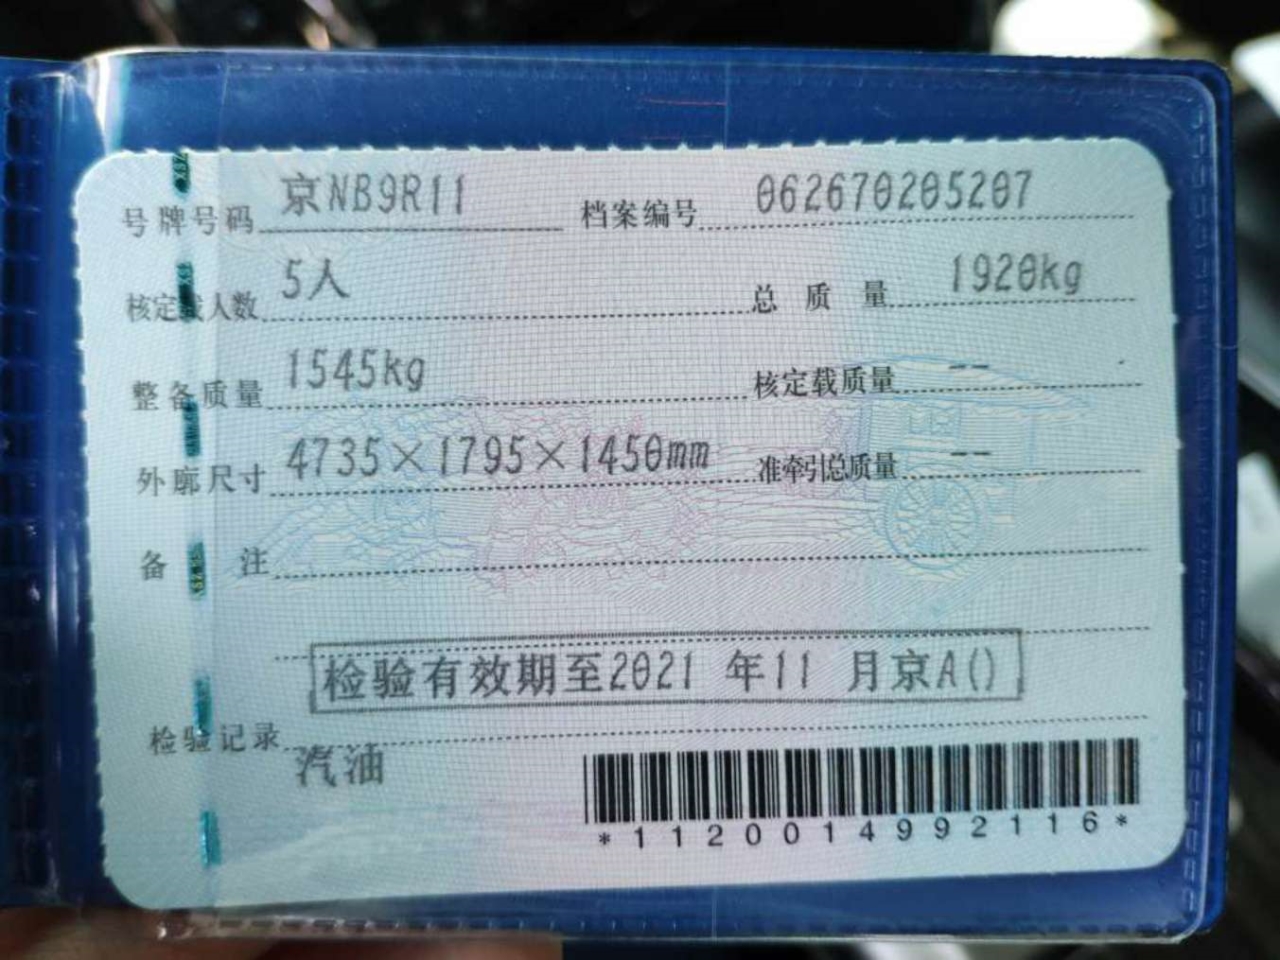 号牌号码 京NB9R11 档案编号 062670205207
核定载人数 5人 总质量 1920kg
整备质量 1545kg 核定载质量 --
外廓尺寸 4735×1795×1450mm 准牵引总质量 --
备注
检验有效期至2021 年11 月京A()
检验记录
汽油
*1120014992116*